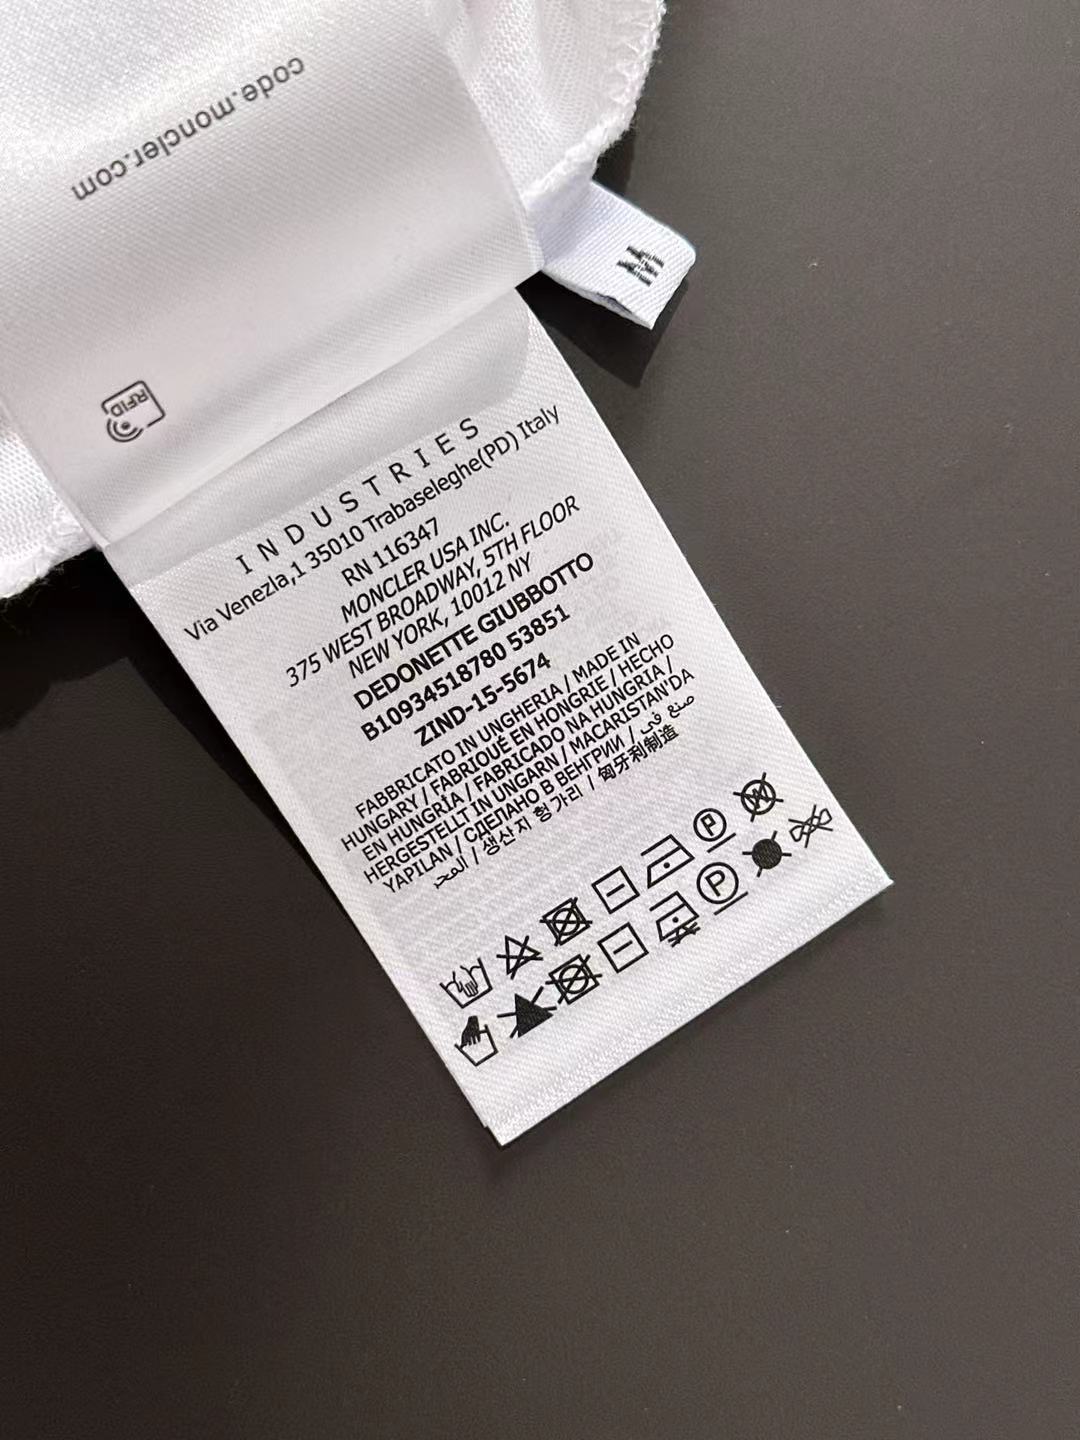 code.moncler.com
M
RFID
INDUSTRIES
Via Venezla,1 35010 Trabaseleghe(PD) Italy
RN 116347
MONCLER USA INC.
375 WEST BROADWAY, 5TH FLOOR
NEW YORK, 10012 NY
DEDONETTE GIUBBOTTO
B10934518780 53851
ZIND-15-5674
FABBRICATO IN UNGHERIA / MADE IN
HUNGARY / FABRIQUÉ EN HONGRIE / HECHO
EN HUNGRÍA / FABRICADO NA HUNGRIA /
HERGESTELLT IN UNGARN / MACARISTAN'DA
YAPILAN / СДЕЛАНО В ВЕНГРИИ / صنع في
المجر / 생산지 헝가리 / 匈牙利制造
P
P